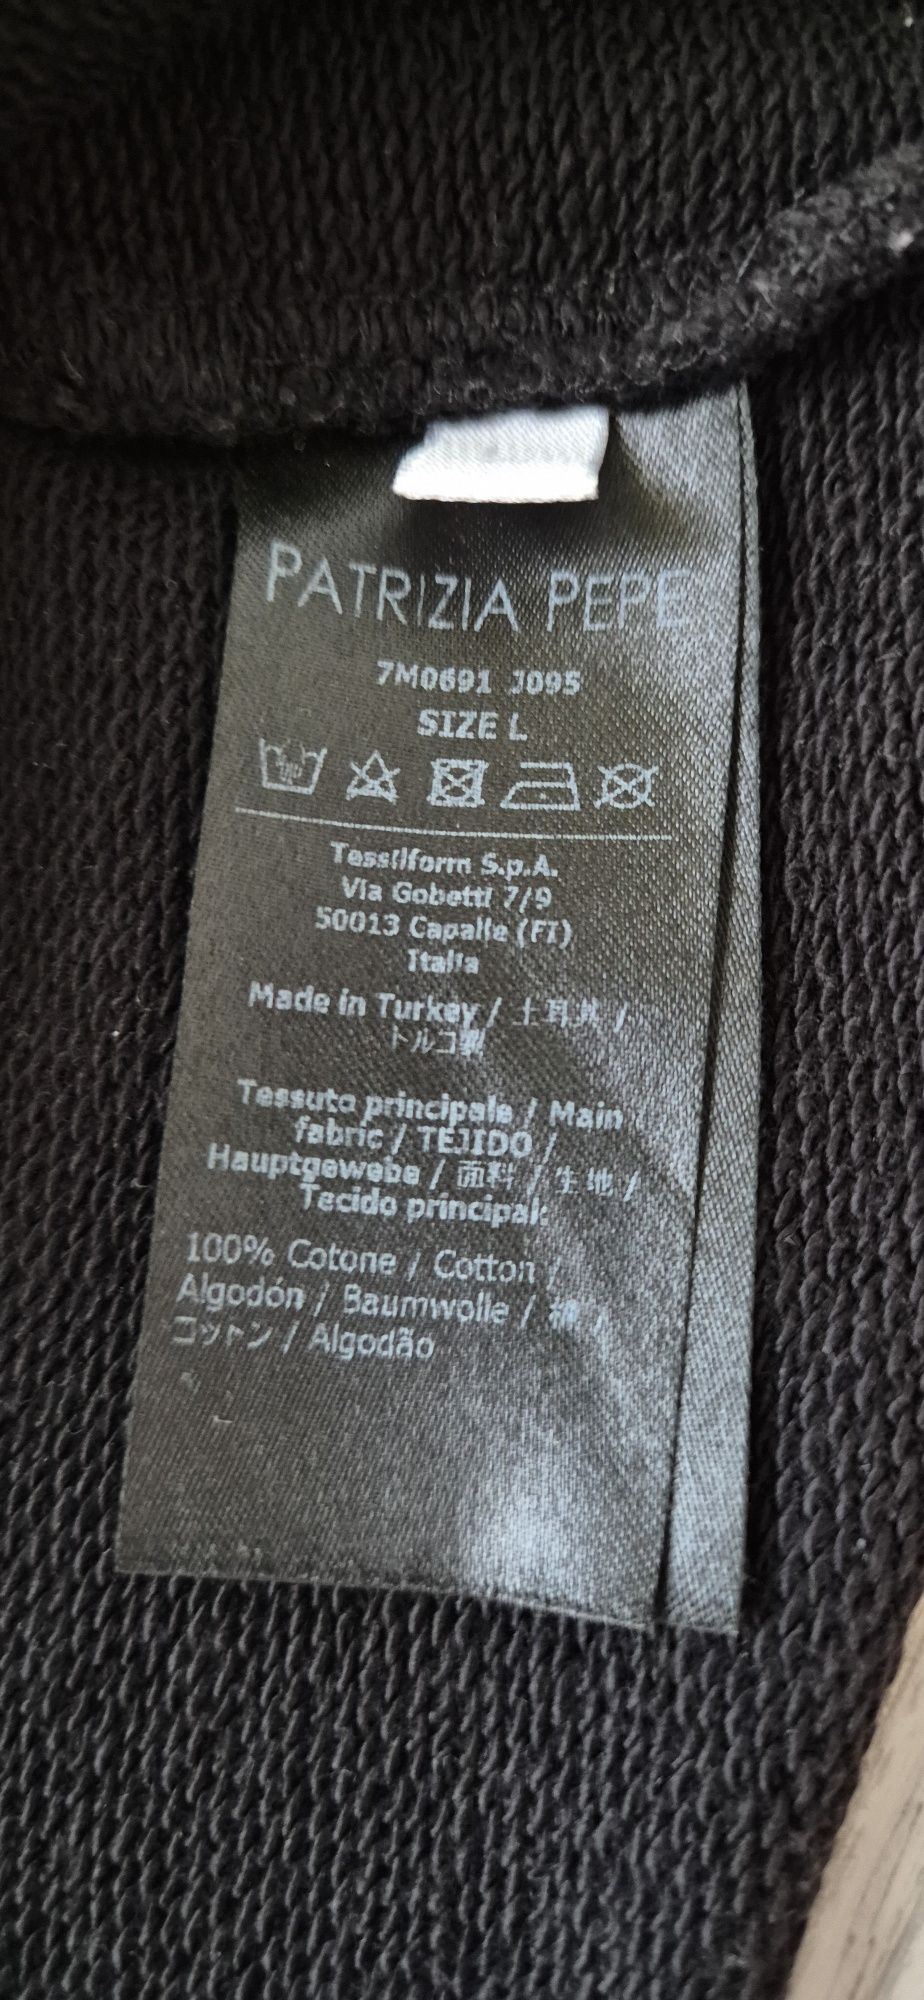 PATRIZIA PEPE
7M0691 J095
SIZE L
Tessilform S.p.A.
Via Gobetti 7/9
50013 Capalle (FI)
Italia
Made in Turkey / 土耳其 /
トルコ製
Tessuto principale / Main
fabric / TEJIDO /
Hauptgewebe / 面料 / 生地 /
Tecido principal:
100% Cotone / Cotton /
Algodón / Baumwolle / 棉 /
コットン / Algodão